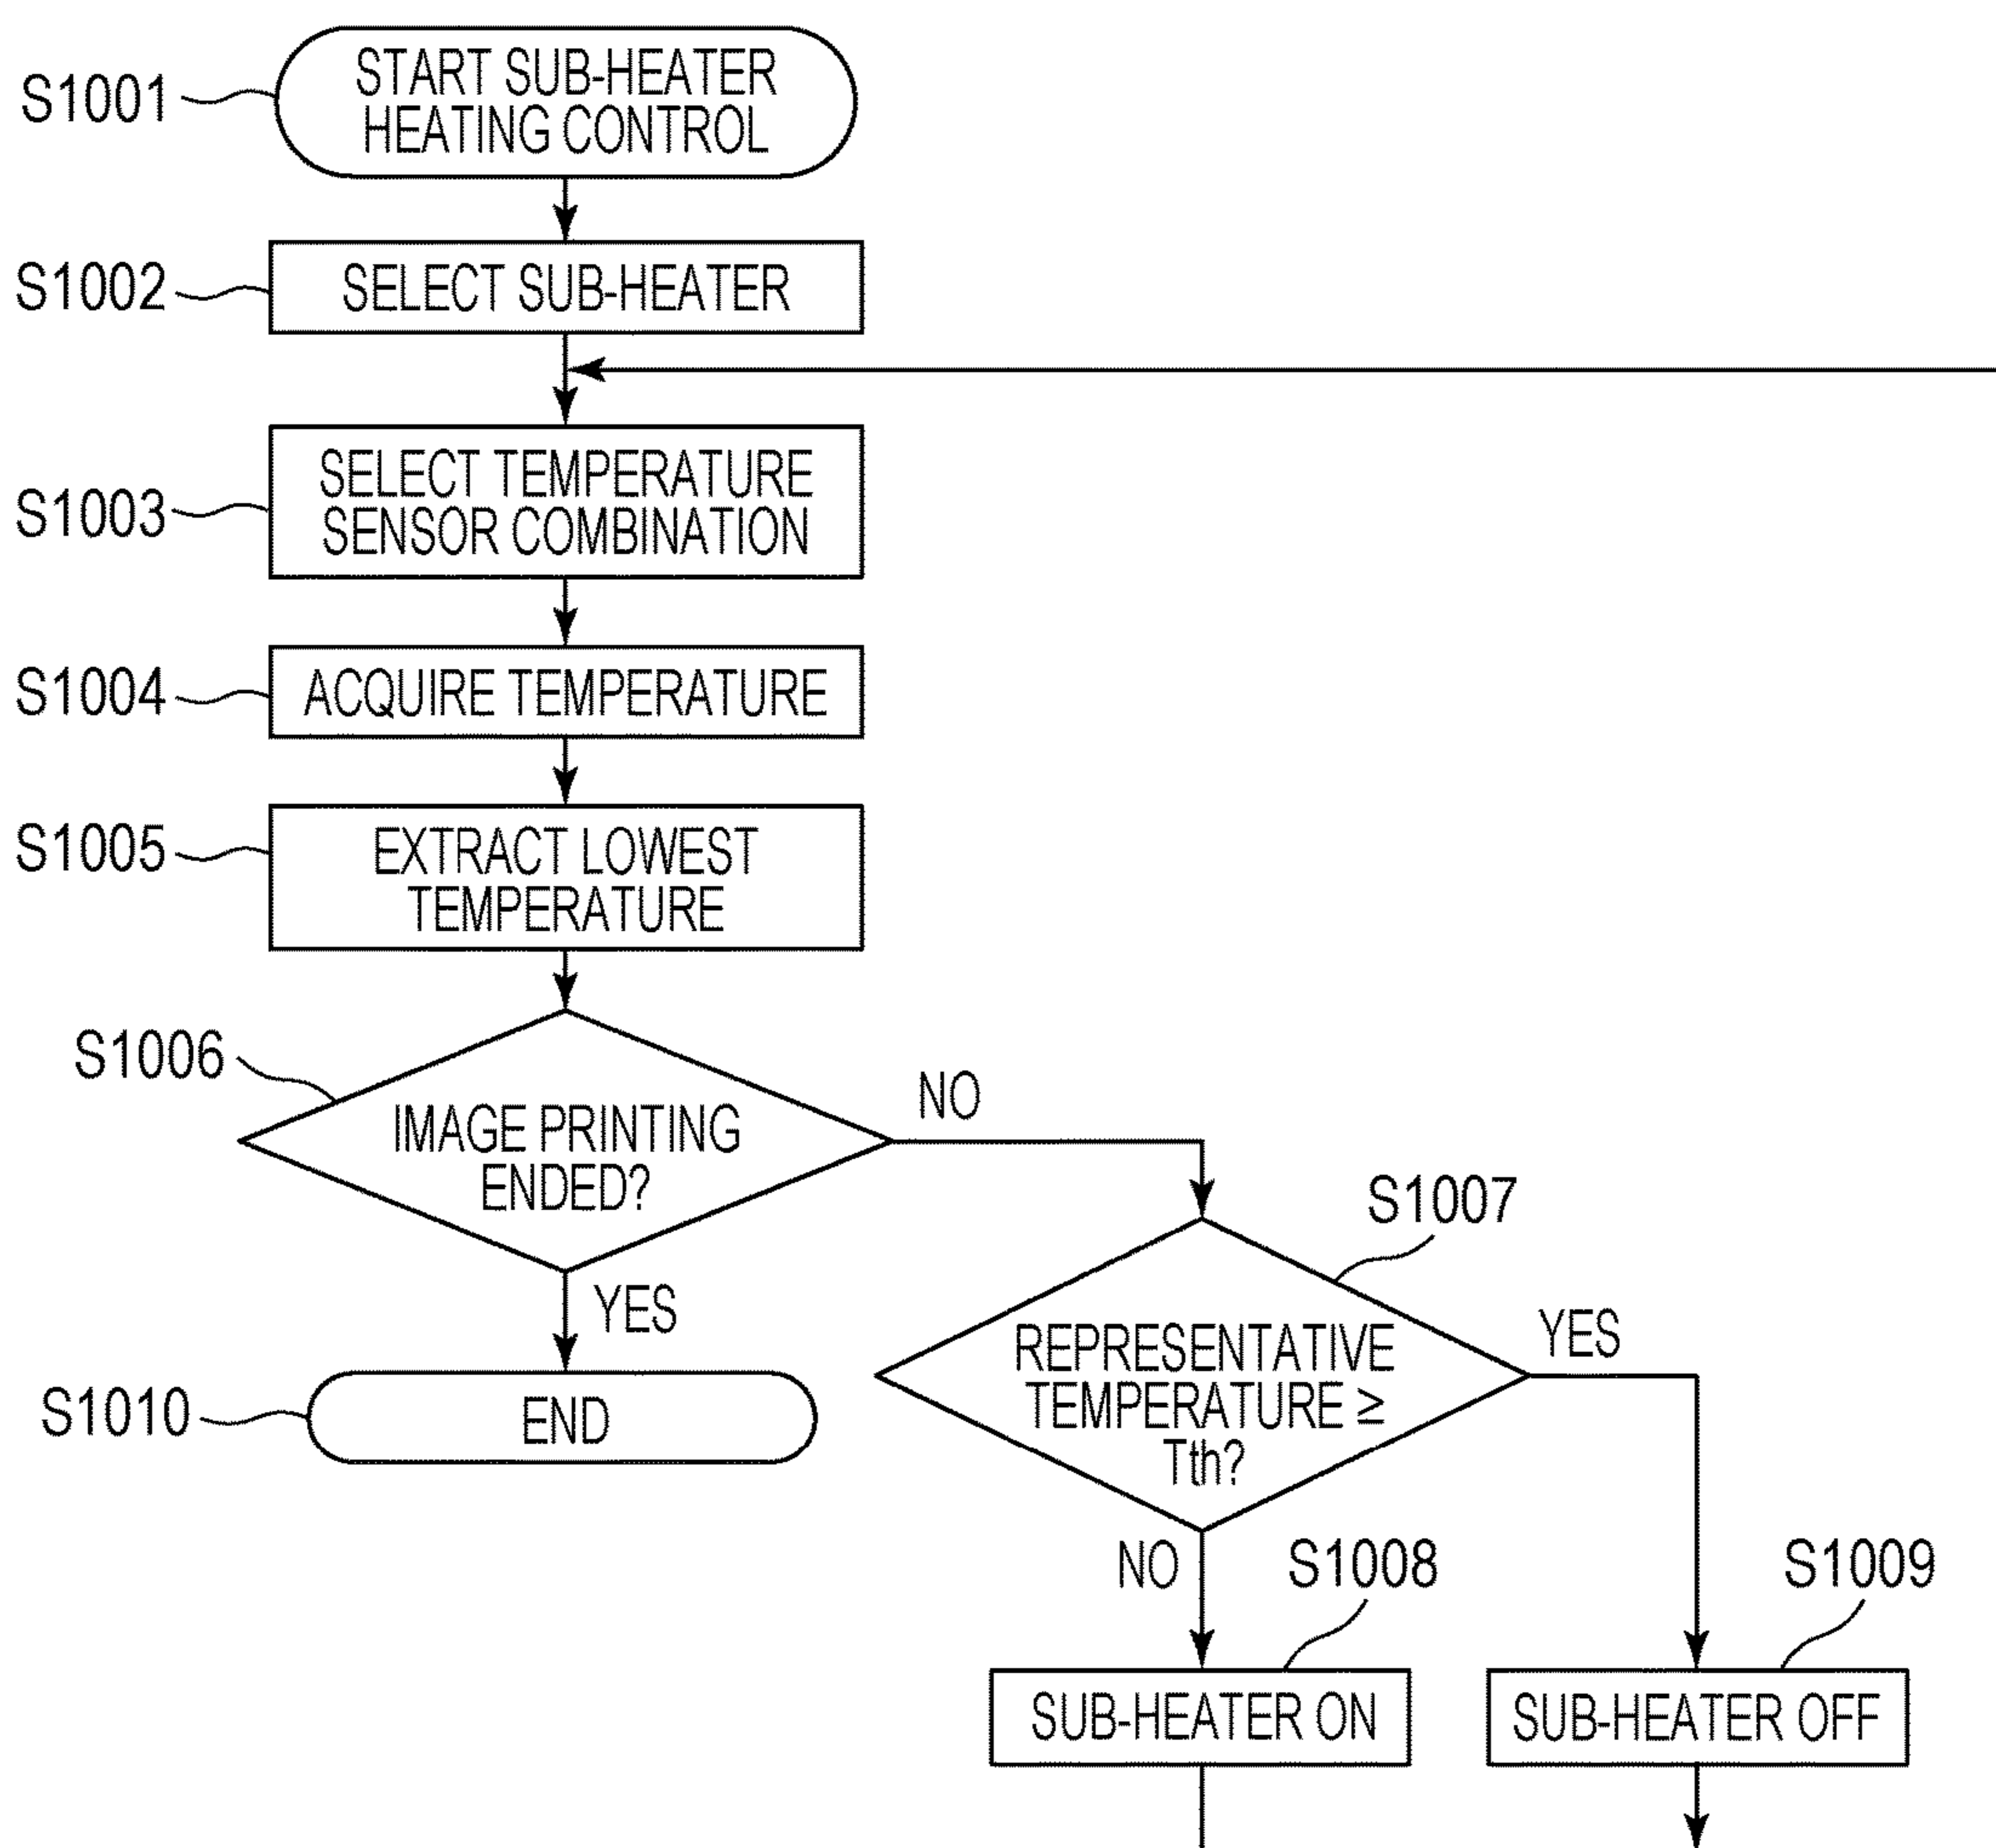 S1001
START SUB-HEATER
HEATING CONTROL
S1002
SELECT SUB-HEATER
S1003
SELECT TEMPERATURE
SENSOR COMBINATION
S1004
ACQUIRE TEMPERATURE
S1005
EXTRACT LOWEST
TEMPERATURE
S1006
IMAGE PRINTING
ENDED?
NO
YES
S1010
END
S1007
REPRESENTATIVE
TEMPERATURE ≥
Tth?
YES
NO
S1008
SUB-HEATER ON
S1009
SUB-HEATER OFF